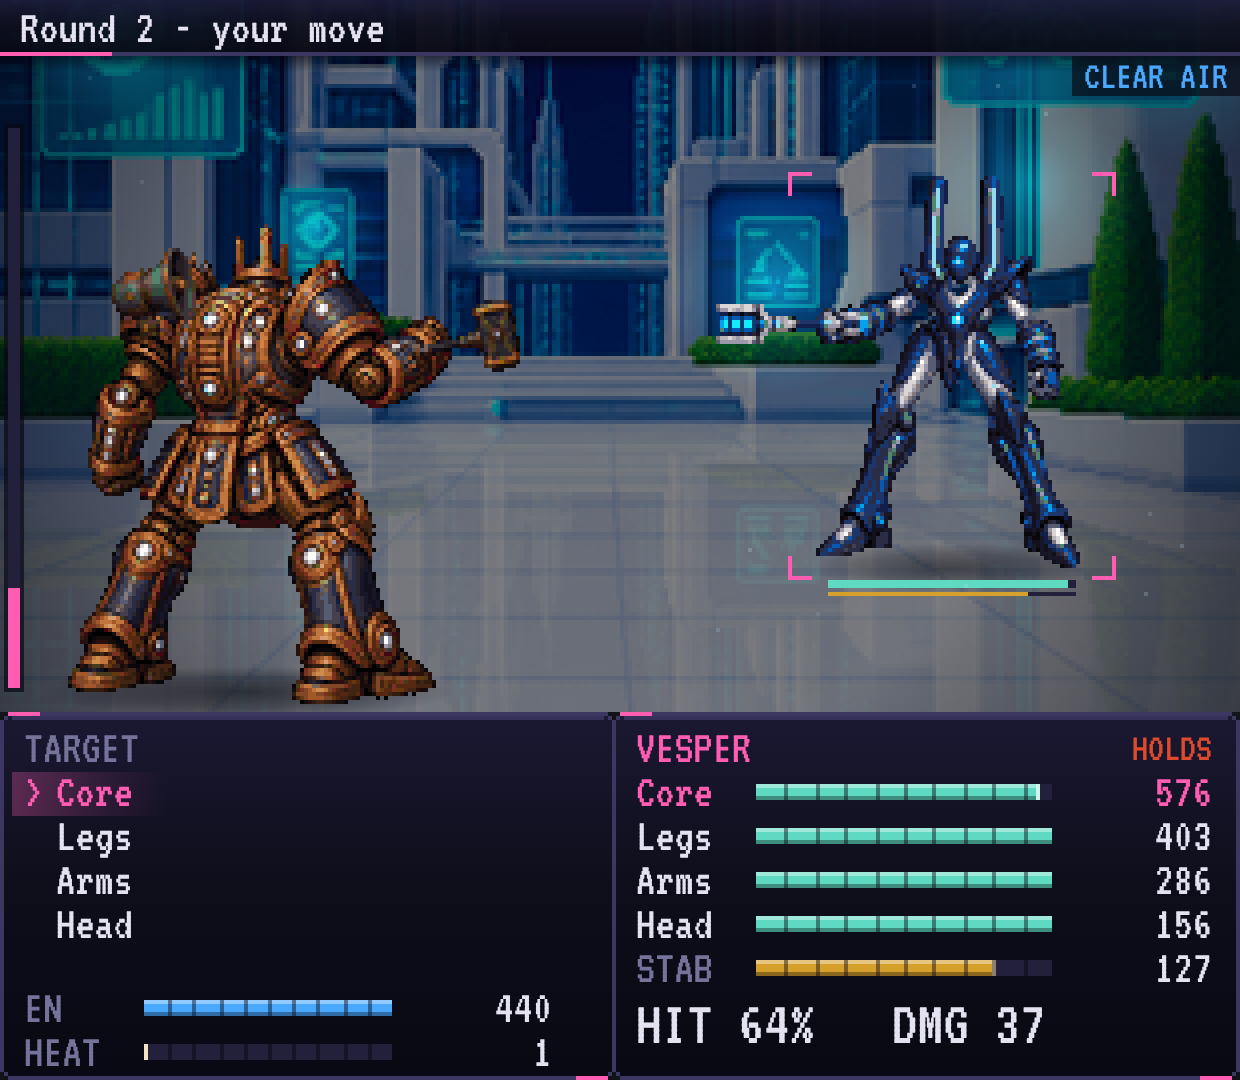 Round 2 - your move
CLEAR AIR
TARGET
> Core
Legs
Arms
Head
EN 440
HEAT 1
VESPER HOLDS
Core 576
Legs 403
Arms 286
Head 156
STAB 127
HIT 64% DMG 37